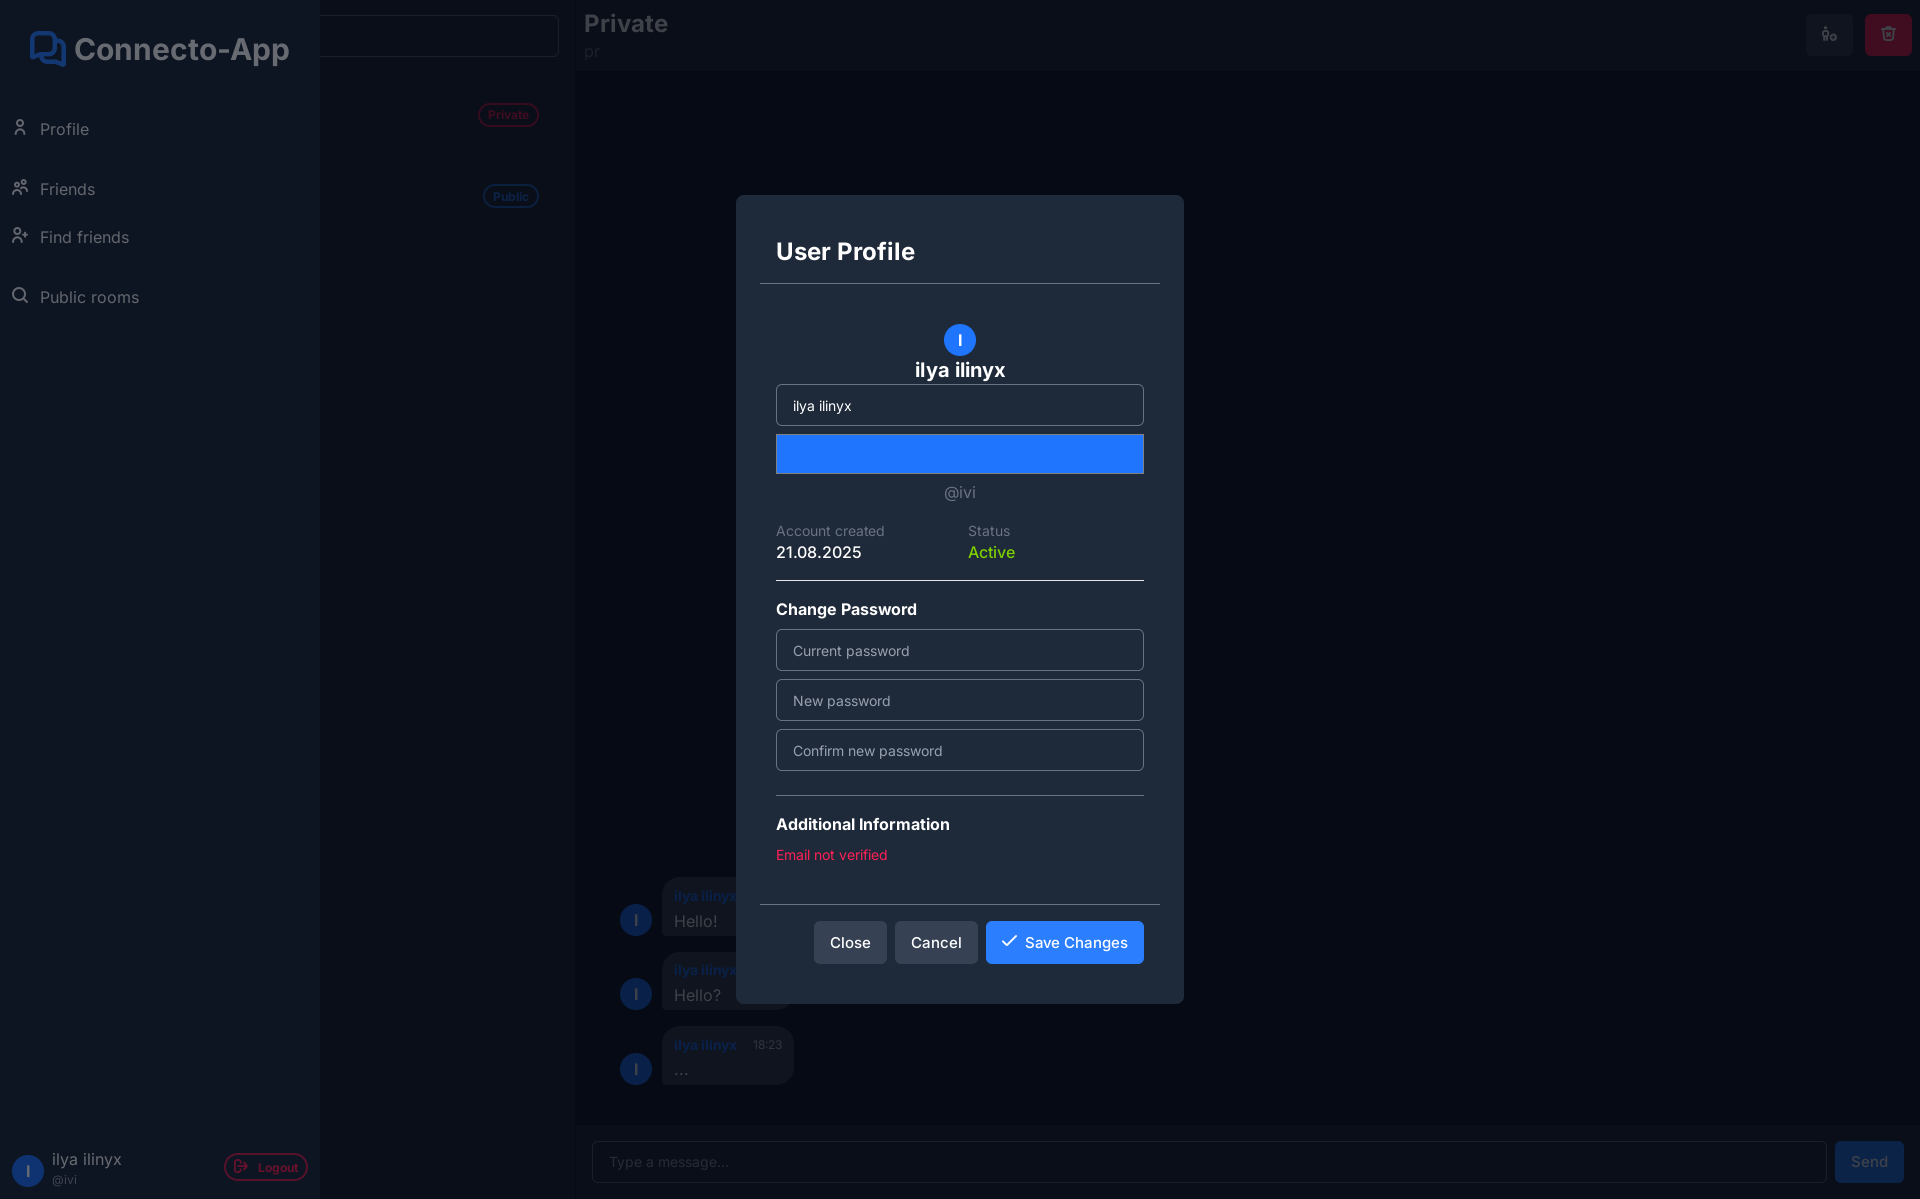 Connecto-App
Profile
Friends
Find friends
Public rooms
ilya ilinyx
@ivi
Logout
Private
Public
Private
pr
User Profile
I
ilya ilinyx
ilya ilinyx
@ivi
Account created
Status
21.08.2025
Active
Change Password
Current password
New password
Confirm new password
Additional Information
Email not verified
Close
Cancel
Save Changes
ilya ilinyx
I
Hello!
ilya ilinyx
I
Hello?
ilya ilinyx 18:23
I
...
Type a message...
Send
I